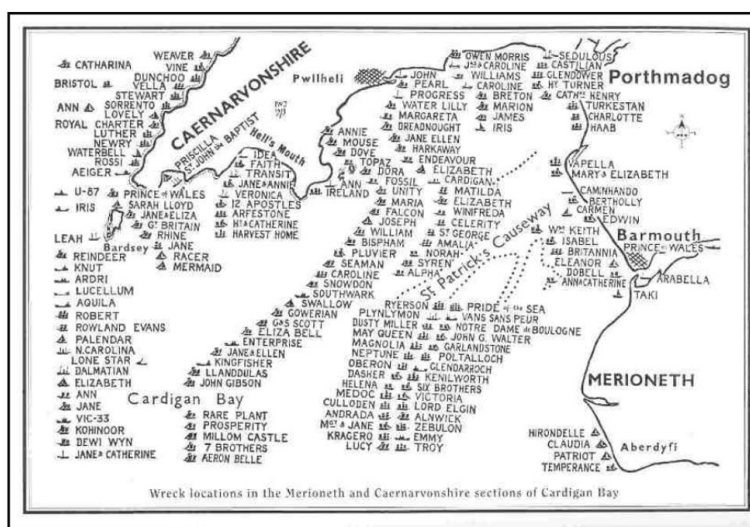 CATHARINA
BRISTOL
ANN
ROYAL CHARTER
WEAVER
VINE
DUNCHOO
VELLA
STEWART
SORRENTO
LOVELY
LUTHER
NEWRY
WATERBELL
ROSSI
AEIGER
CAERNARVONSHIRE
PRISCILLA
St JOHN the BAPTIST
Hell's Mouth
Pwllheli
U-87
IRIS
LEAH
Bardsey
PRINCE of WALES
SARAH LLOYD
JANE & ELIZA
Gt BRITAIN
RHINE
JANE
RACER
MERMAID
IDEA
FAITH
TRANSIT
JANE & ANNIE
VERONICA
12 APOSTLES
ARFESTONE
Ht & CATHERINE
HARVEST HOME
REINDEER
KNUT
ARDRI
LUCELLUM
AGUILA
ROBERT
ROWLAND EVANS
PALENDAR
N.CAROLINA
LONE STAR
DALMATIAN
ELIZABETH
ANN
JANE
VIC-33
KOHINOOR
DEWI WYN
JANE & CATHERINE
JOHN
PEARL
PROGRESS
WATER LILLY
MARGARETA
DREADNOUGHT
JANE ELLEN
HARKAWAY
ENDEAVOUR
ELIZABETH
CARDIGAN
MATILDA
ELIZABETH
WINIFREDA
CELERITY
St GEORGE
AMALIA
NORAH
SYREN
ALPHA
ANNIE
MOUSE
DOVE
TOPAZ
DORA
ANN
IRELAND
FOSSIL
UNITY
MARIA
FALCON
JOSEPH
WILLIAM
BISPHAM
PLUVIER
SEAMAN
CAROLINE
SNOWDON
SOUTHWARK
SWALLOW
GOWERIAN
G&S SCOTT
ELIZA BELL
ENTERPRISE
JANE & ELLEN
KINGFISHER
LLANDDULAS
JOHN GIBSON
Cardigan Bay
RARE PLANT
PROSPERITY
MILLOM CASTLE
7 BROTHERS
AERON BELLE
OWEN MORRIS
CAROLINE
WILLIAMS
CAROLINE
BRETON
MARION
JAMES
IRIS
SEDULOUS
CASTILIAN
GLENDOWER
Hy TURNER
HENRY
TURKESTAN
CHARLOTTE
HAAB
Porthmadog
VAPELLA
MARY & ELIZABETH
CAMINHANDO
BERTHOLLY
CARMEN
EDWIN
St Patrick's Causeway
Wm KEITH
ISABEL
BRITANNIA
ELEANOR
DOBELL
ANN & CATHERINE
TAKI
Barmouth
PRINCE of WALES
ARABELLA
RYERSON PRIDE of the SEA
PLYNLYMON VANS SANS PEUR
DUSTY MILLER NOTRE DAME de BOULOGNE
MAY QUEEN JOHN G. WALTER
MAGNOLIA GARLANDSTONE
NEPTUNE POLTALLOCH
OBERON GLENDARROCH
DASHER KENILWORTH
HELENA SIX BROTHERS
MEDOC VICTORIA
CULLODEN LORD ELGIN
ANDRADA ALNWICK
& JANE ZEBULON
KRAGERO EMMY
LUCY TROY
MERIONETH
HIRONDELLE
CLAUDIA
PATRIOT
TEMPERANCE
Aberdyfi
Wreck locations in the Merioneth and Caernarvonshire sections of Cardigan Bay